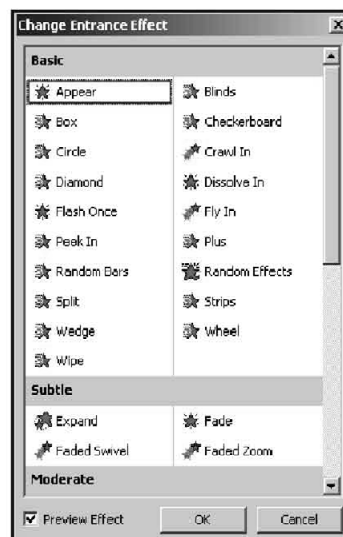 Change Entrance Effect
Basic
Appear Blinds
Box Checkerboard
Circle Crawl In
Diamond Dissolve In
Flash Once Fly In
Peek In Plus
Random Bars Random Effects
Split Strips
Wedge Wheel
Wipe
Subtle
Expand Fade
Faded Swivel Faded Zoom
Moderate
Preview Effect OK Cancel